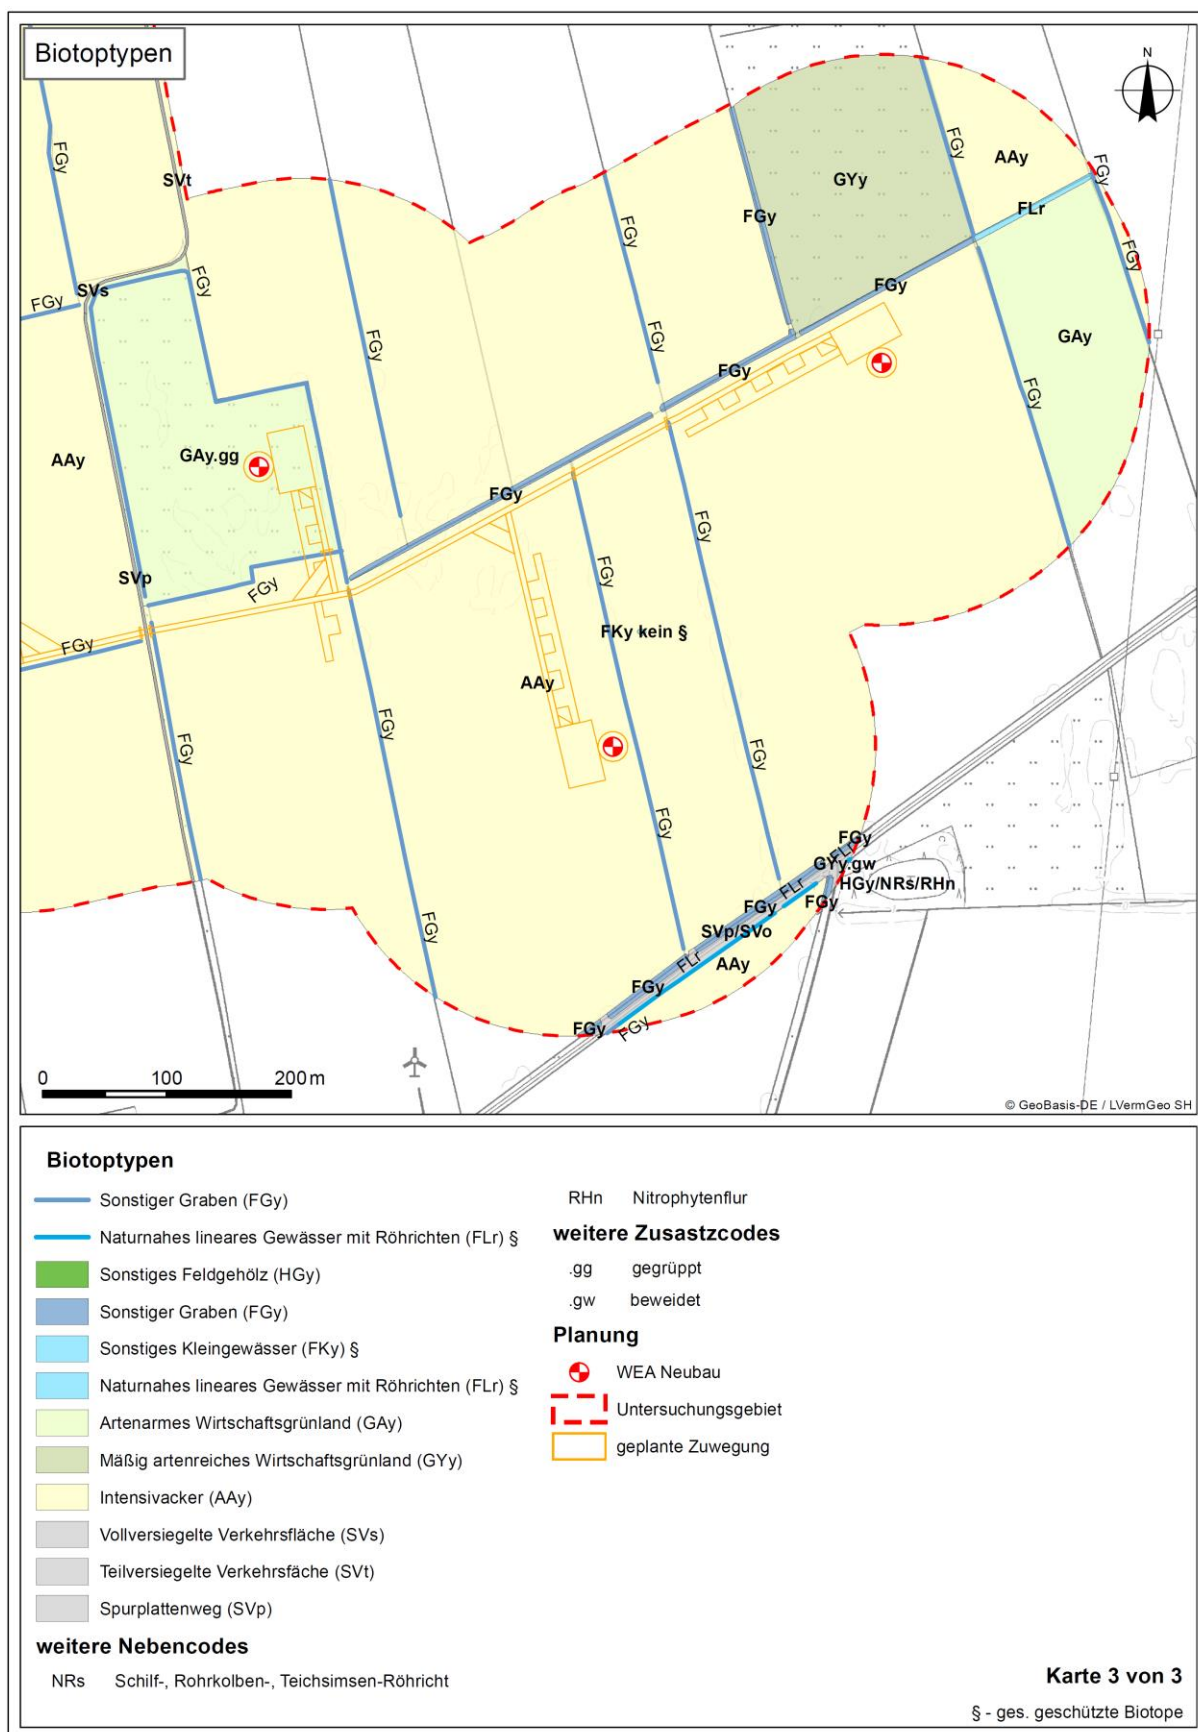 Biotoptypen
N
FGy
SVt
FGy
AAy
FGy
GYy
FLr
FGy
FGy
FGy
FGy
SVs
FGy
FGy
FGy
FGy
FGy
GAy
FGy
FGy
AAy
GAy.gg
FGy
FGy
FGy
SVp
FGy
FGy
FKy kein §
AAy
FGy
FGy
FGy
FGy
FGy
FLr
GYy.gw
HGy/NRs/RHn
FLr
FGy
FGy
FGy
SVp/SVo
FLr
AAy
FGy
FGy
FGy
0 100 200 m
© GeoBasis-DE / LVermGeo SH
Biotoptypen
Sonstiger Graben (FGy)
Naturnahes lineares Gewässer mit Röhrichten (FLr) §
Sonstiges Feldgehölz (HGy)
Sonstiger Graben (FGy)
Sonstiges Kleingewässer (FKy) §
Naturnahes lineares Gewässer mit Röhrichten (FLr) §
Artenarmes Wirtschaftsgrünland (GAy)
Mäßig artenreiches Wirtschaftsgrünland (GYy)
Intensivacker (AAy)
Vollversiegelte Verkehrsfläche (SVs)
Teilversiegelte Verkehrsfäche (SVt)
Spurplattenweg (SVp)
weitere Nebencodes
NRs Schilf-, Rohrkolben-, Teichsimsen-Röhricht
RHn Nitrophytenflur
weitere Zusastzcodes
.gg gegrüppt
.gw beweidet
Planung
WEA Neubau
Untersuchungsgebiet
geplante Zuwegung
Karte 3 von 3
§ - ges. geschützte Biotope